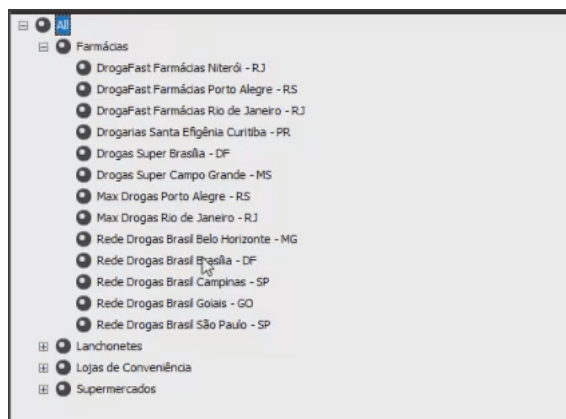 All
Farmácias
DrogaFast Farmácias Niterói - RJ
DrogaFast Farmácias Porto Alegre - RS
DrogaFast Farmácias Rio de Janeiro - RJ
Drogarias Santa Efigênia Curitiba - PR
Drogas Super Brasília - DF
Drogas Super Campo Grande - MS
Max Drogas Porto Alegre - RS
Max Drogas Rio de Janeiro - RJ
Rede Drogas Brasil Belo Horizonte - MG
Rede Drogas Brasil Brasília - DF
Rede Drogas Brasil Campinas - SP
Rede Drogas Brasil Goiais - GO
Rede Drogas Brasil São Paulo - SP
Lanchonetes
Lojas de Conveniência
Supermercados